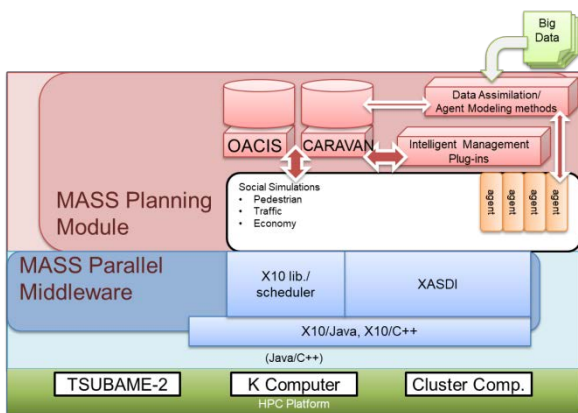 Big
Data
Data Assimilation/
Agent Modeling methods
OACIS
CARAVAN
Intelligent Management
Plug-ins
MASS Planning
Module
Social Simulations
• Pedestrian
• Traffic
• Economy
agent
agent
agent
agent
MASS Parallel
Middleware
X10 lib./
scheduler
XASDI
X10/Java, X10/C++
(Java/C++)
TSUBAME-2
K Computer
Cluster Comp.
HPC Platform